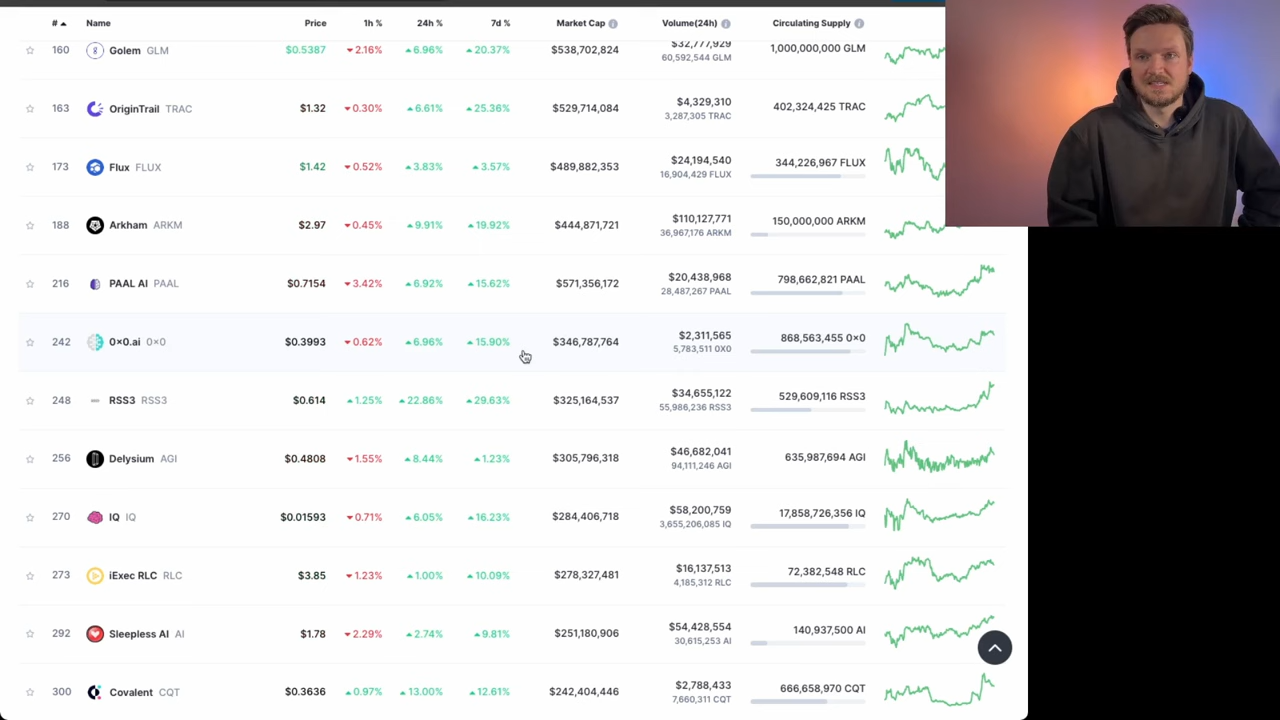 # Name Price 1h % 24h % 7d % Market Cap Volume(24h) Circulating Supply
160 Golem GLM $0.5387 2.16% 6.96% 20.37% $538,702,824 $32,777,929 1,000,000,000 GLM
60,592,544 GLM
163 OriginTrail TRAC $1.32 0.30% 6.61% 25.36% $529,714,084 $4,329,310 402,324,425 TRAC
3,287,305 TRAC
173 Flux FLUX $1.42 0.52% 3.83% 3.57% $489,882,353 $24,194,540 344,226,967 FLUX
16,904,429 FLUX
188 Arkham ARKM $2.97 0.45% 9.91% 19.92% $444,871,721 $110,127,771 150,000,000 ARKM
36,967,176 ARKM
216 PAAL AI PAAL $0.7154 3.42% 6.92% 15.62% $571,356,172 $20,438,968 798,662,821 PAAL
28,487,267 PAAL
242 0x0.ai 0x0 $0.3993 0.62% 6.96% 15.90% $346,787,764 $2,311,565 868,563,455 0x0
5,783,511 0X0
248 RSS3 RSS3 $0.614 1.25% 22.86% 29.63% $325,164,537 $34,655,122 529,609,116 RSS3
55,986,236 RSS3
256 Delysium AGI $0.4808 1.55% 8.44% 1.23% $305,796,318 $46,682,041 635,987,694 AGI
94,111,246 AGI
270 IQ IQ $0.01593 0.71% 6.05% 16.23% $284,406,718 $58,200,759 17,858,726,356 IQ
3,655,206,085 IQ
273 iExec RLC RLC $3.85 1.23% 1.00% 10.09% $278,327,481 $16,137,513 72,382,548 RLC
4,185,312 RLC
292 Sleepless AI AI $1.78 2.29% 2.74% 9.81% $251,180,906 $54,428,554 140,937,500 AI
30,615,253 AI
300 Covalent CQT $0.3636 0.97% 13.00% 12.61% $242,404,446 $2,788,433 666,658,970 CQT
7,660,311 CQT